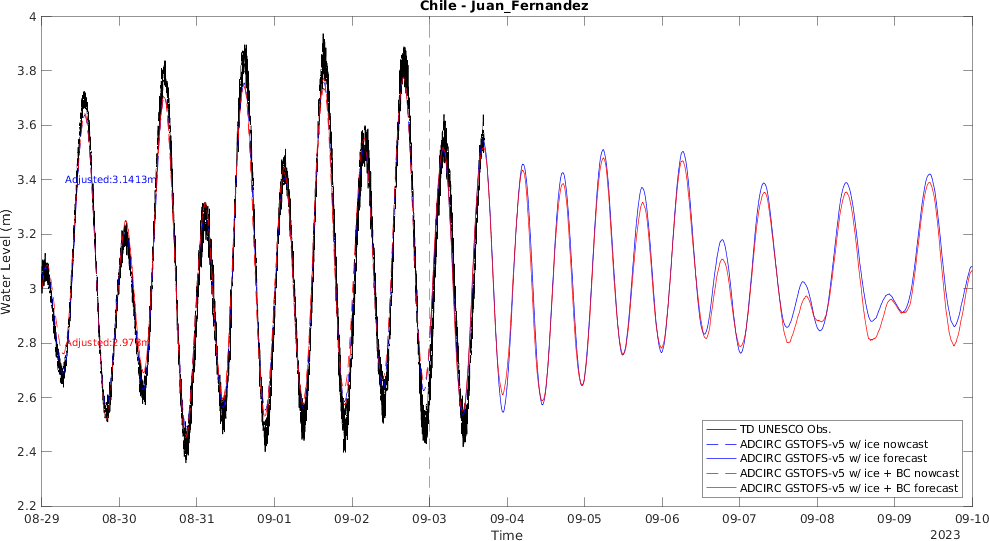 Chile - Juan_Fernandez
Water Level (m)
4
3.8
3.6
3.4
3.2
3
2.8
2.6
2.4
2.2
Adjusted:3.1413m
TD UNESCO Obs.
ADCIRC GSTOFS-v5 w/ ice nowcast
ADCIRC GSTOFS-v5 w/ ice forecast
ADCIRC GSTOFS-v5 w/ ice + BC nowcast
ADCIRC GSTOFS-v5 w/ ice + BC forecast
08-29 08-30 08-31 09-01 09-02 09-03 09-04 09-05 09-06 09-07 09-08 09-09 09-10
Time
2023